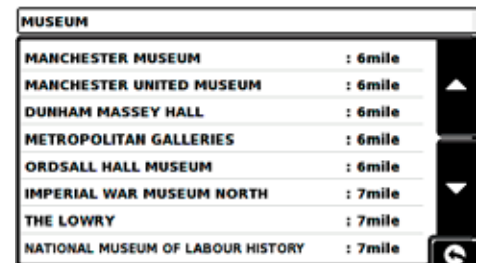 MUSEUM
MANCHESTER MUSEUM : 6mile
MANCHESTER UNITED MUSEUM : 6mile
DUNHAM MASSEY HALL : 6mile
METROPOLITAN GALLERIES : 6mile
ORDSALL HALL MUSEUM : 6mile
IMPERIAL WAR MUSEUM NORTH : 7mile
THE LOWRY : 7mile
NATIONAL MUSEUM OF LABOUR HISTORY : 7mile